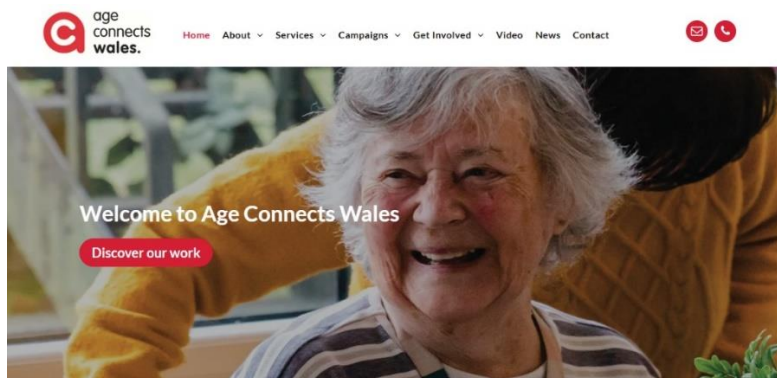 age
connects
wales.
Home About Services Campaigns Get Involved Video News Contact
Welcome to Age Connects Wales
Discover our work